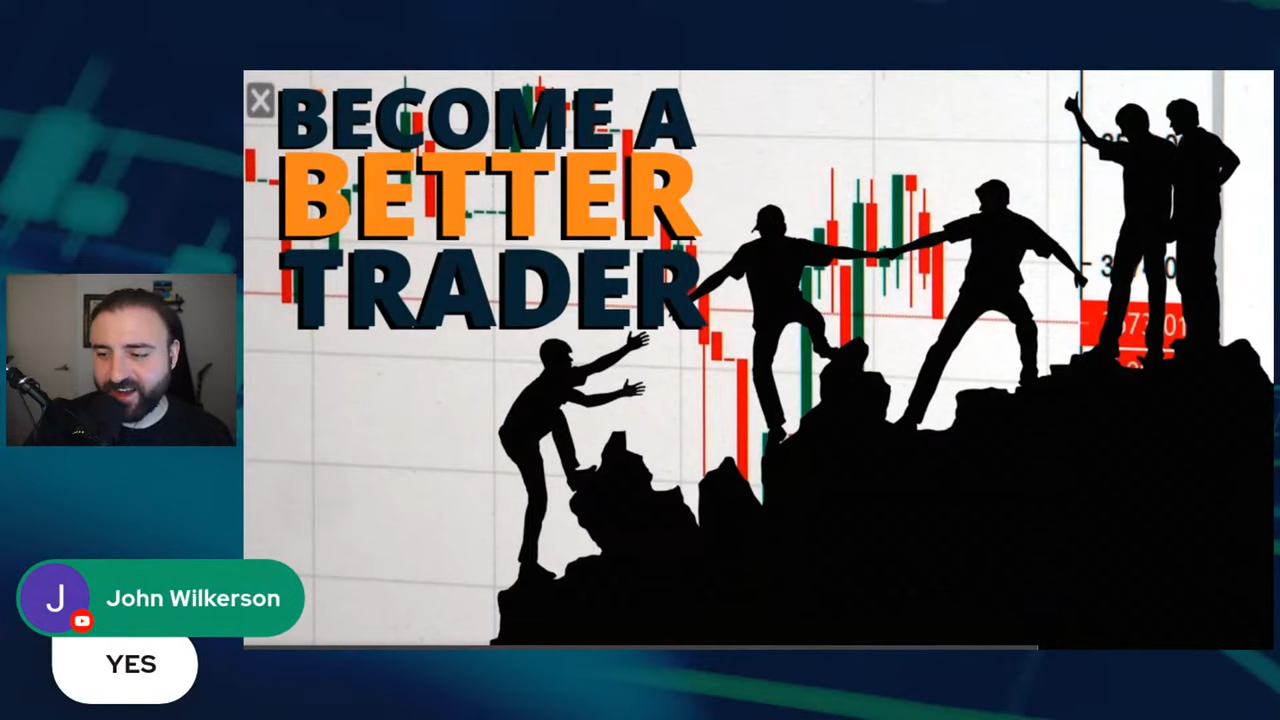 X
BECOME A
BETTER
TRADER
J
John Wilkerson
YES